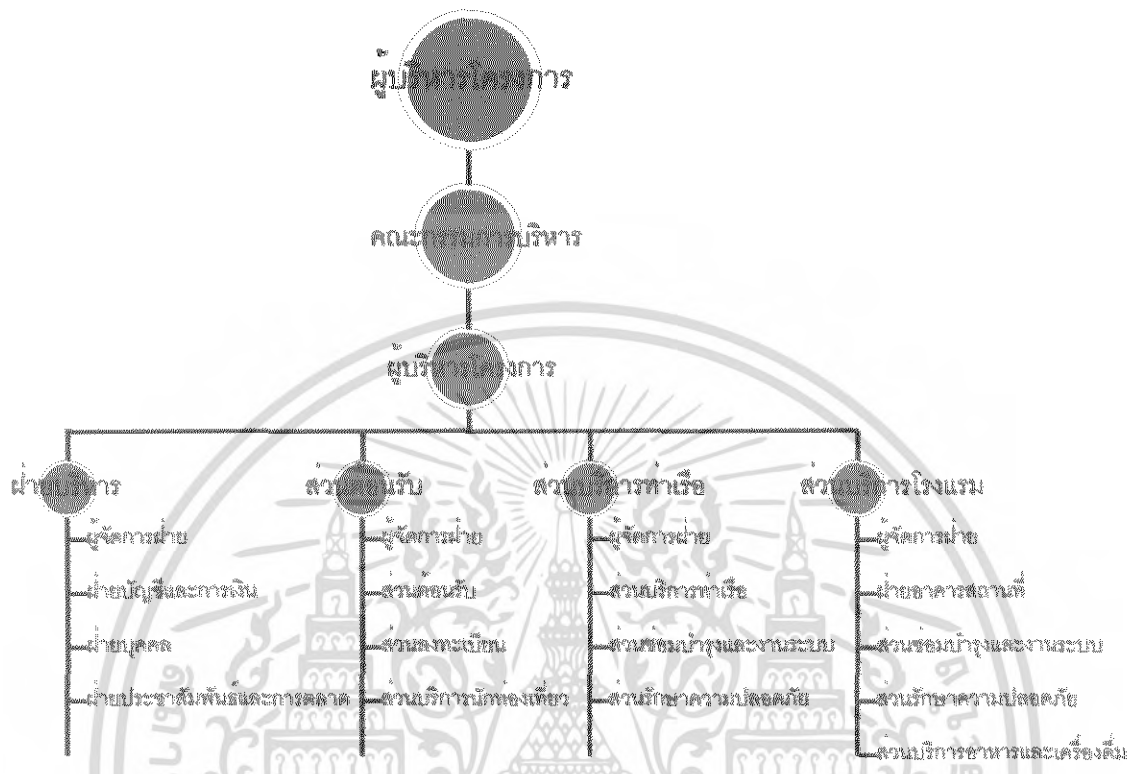 ผู้บริหารโครงการ
คณะกรรมการบริหาร
ผู้บริหารโครงการ
ฝ่ายบริหาร
ผู้จัดการฝ่าย
ฝ่ายบัญชีและการเงิน
ฝ่ายบุคคล
ฝ่ายประชาสัมพันธ์และการตลาด
ส่วนต้อนรับ
ผู้จัดการฝ่าย
ส่วนต้อนรับ
ส่วนลงทะเบียน
ส่วนบริการนักท่องเที่ยว
ส่วนบริการท่าเรือ
ผู้จัดการฝ่าย
ส่วนบริการท่าเรือ
ส่วนซ่อมบำรุงและงานระบบ
ส่วนรักษาความปลอดภัย
ส่วนบริการโรงแรม
ผู้จัดการฝ่าย
ฝ่ายอาคารสถานที่
ส่วนซ่อมบำรุงและงานระบบ
ส่วนรักษาความปลอดภัย
ส่วนบริการอาหารและเครื่องดื่ม